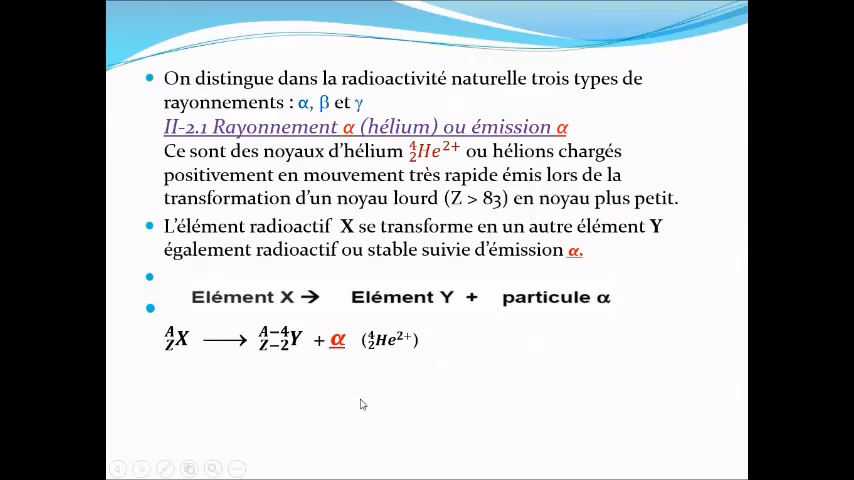 • On distingue dans la radioactivité naturelle trois types de
rayonnements : α, β et γ
II-2.1 Rayonnement α (hélium) ou émission α
Ce sont des noyaux d’hélium ⁴₂He²⁺ ou hélions chargés
positivement en mouvement très rapide émis lors de la
transformation d’un noyau lourd (Z > 83) en noyau plus petit.
• L’élément radioactif X se transforme en un autre élément Y
également radioactif ou stable suivie d’émission α.
•
Elément X → Elément Y + particule α
•
ᴬ_Z X ⟶ ᴬ⁻⁴_Z₋₂ Y + α (⁴₂He²⁺)